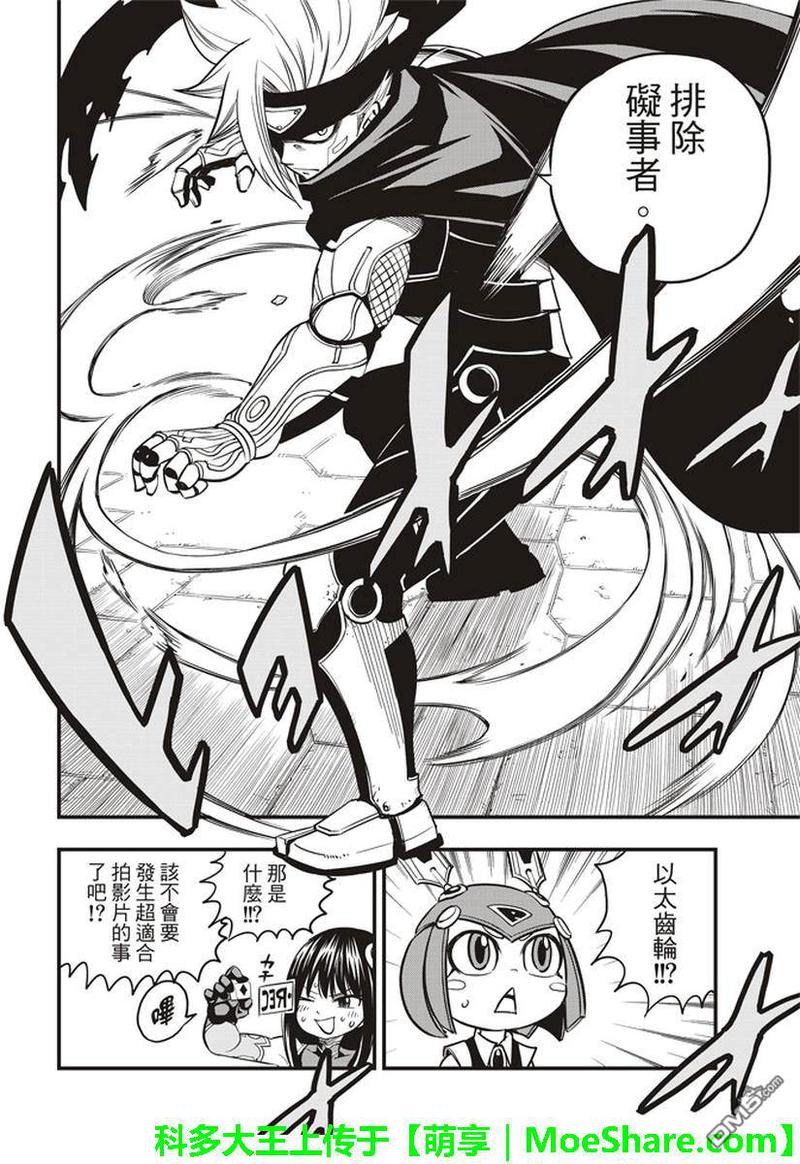 排除
礙事者。
以太齒輪!!?
那是
什麼!!?
該不會要
發生超適合
拍影片的事
了吧!?
REC
嗶
DM5.com
科多大王上传于【萌享 | MoeShare.com】